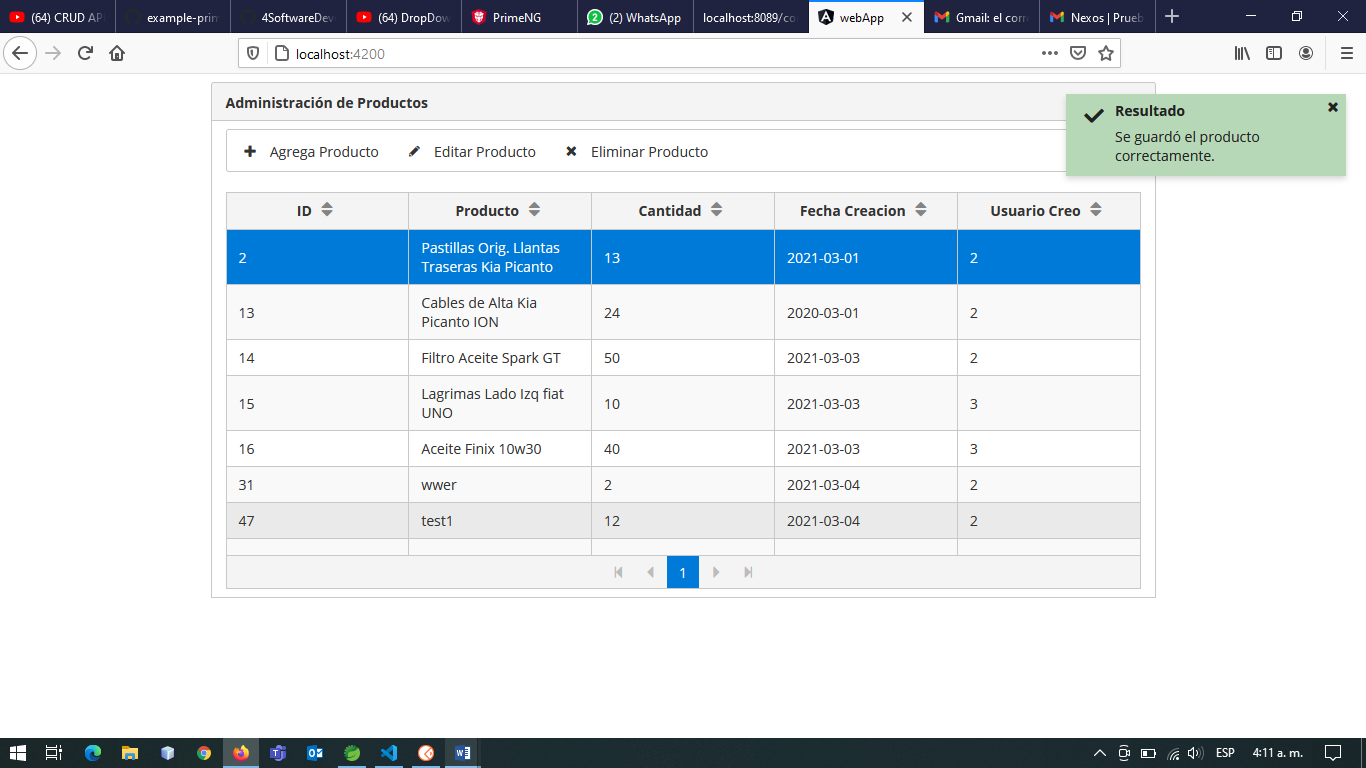 (64) CRUD AP
example-prim
4SoftwareDev
(64) DropDow
PrimeNG
(2) WhatsApp
localhost:8089/co
webApp
Gmail: el corr
Nexos | Prueb
localhost:4200
Administración de Productos
Resultado
Se guardó el producto
correctamente.
Agrega Producto Editar Producto Eliminar Producto
ID Producto Cantidad Fecha Creacion Usuario Creo
2 Pastillas Orig. Llantas Traseras Kia Picanto 13 2021-03-01 2
13 Cables de Alta Kia Picanto ION 24 2020-03-01 2
14 Filtro Aceite Spark GT 50 2021-03-03 2
15 Lagrimas Lado Izq fiat UNO 10 2021-03-03 3
16 Aceite Finix 10w30 40 2021-03-03 3
31 wwer 2 2021-03-04 2
47 test1 12 2021-03-04 2
1
ESP 4:11 a. m.